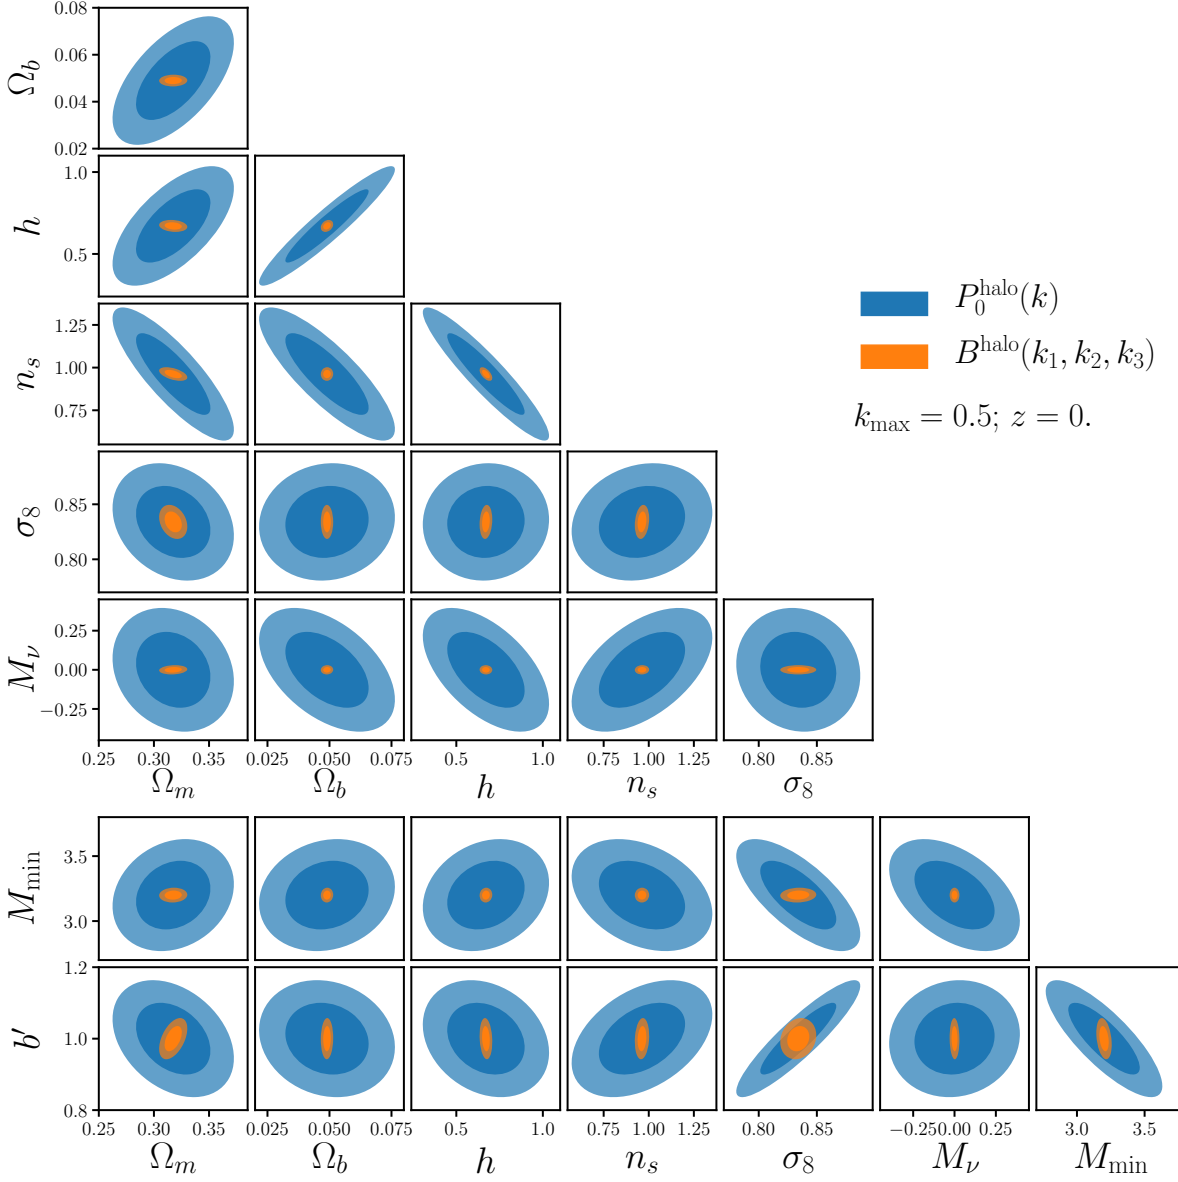 0.08
0.06
0.04
0.02
Ω_b
1.0
0.5
h
1.25
1.00
0.75
n_s
P_0^halo(k)
B^halo(k_1, k_2, k_3)
k_max = 0.5; z = 0.
0.85
0.80
σ_8
0.25
0.00
−0.25
M_ν
0.25 0.30 0.35 0.025 0.050 0.075 0.5 1.0 0.75 1.00 1.25 0.80 0.85
Ω_m Ω_b h n_s σ_8
3.5
3.0
M_min
1.2
1.0
0.8
b′
0.25 0.30 0.35 0.025 0.050 0.075 0.5 1.0 0.75 1.00 1.25 0.80 0.85 −0.25 0.00 0.25 3.0 3.5
Ω_m Ω_b h n_s σ_8 M_ν M_min